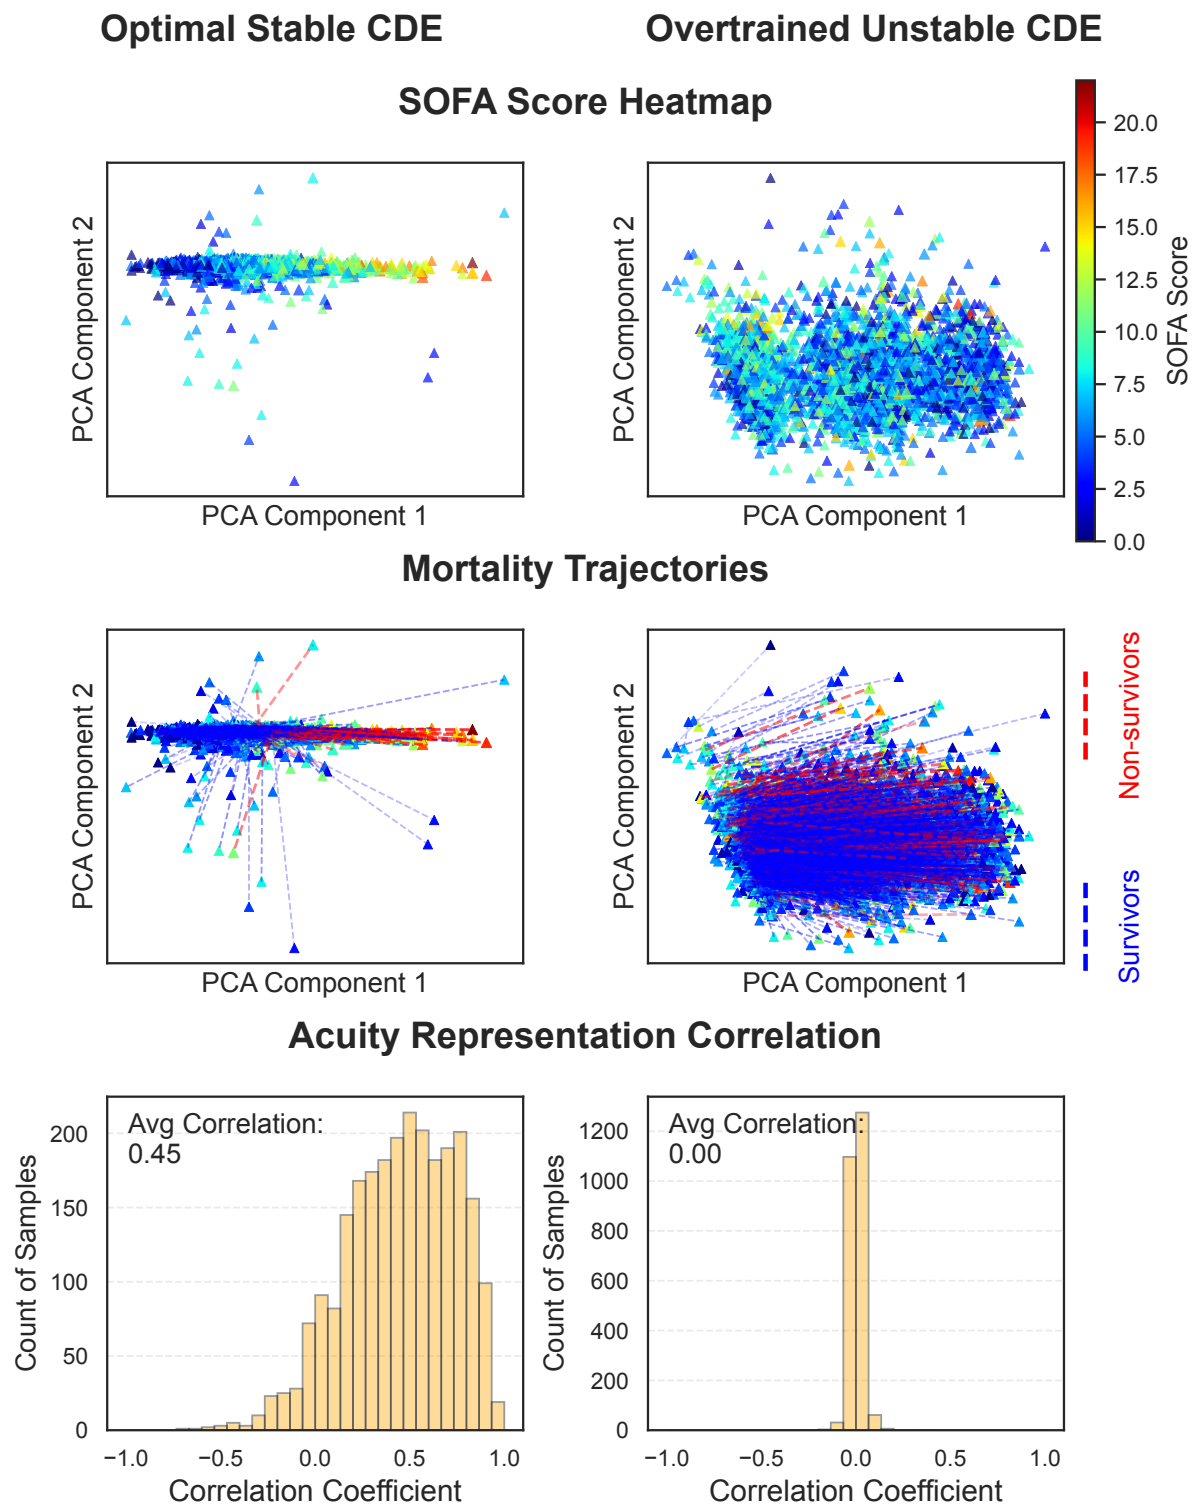 Optimal Stable CDE
Overtrained Unstable CDE
SOFA Score Heatmap
PCA Component 2
PCA Component 1
PCA Component 2
PCA Component 1
20.0
17.5
15.0
12.5
10.0
7.5
5.0
2.5
0.0
SOFA Score
Mortality Trajectories
PCA Component 2
PCA Component 1
PCA Component 2
PCA Component 1
Non-survivors
Survivors
Acuity Representation Correlation
Avg Correlation:
0.45
Count of Samples
200
150
100
50
0
−1.0 −0.5 0.0 0.5 1.0
Correlation Coefficient
Avg Correlation:
0.00
Count of Samples
1200
1000
800
600
400
200
0
−1.0 −0.5 0.0 0.5 1.0
Correlation Coefficient